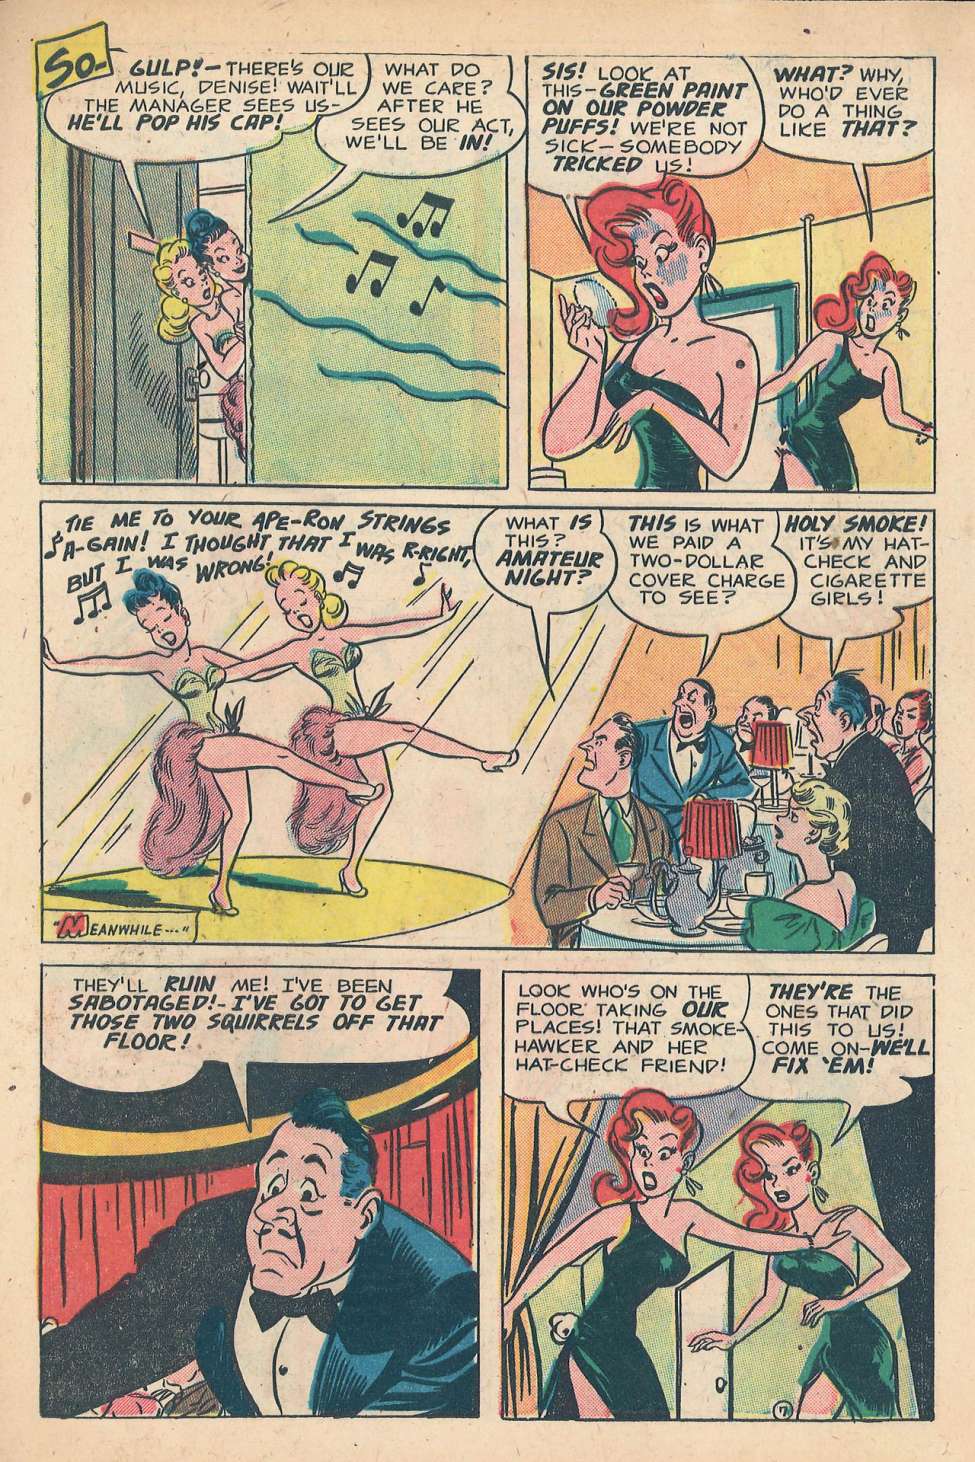 SO-
GULP!- THERE'S OUR
MUSIC, DENISE! WAIT'LL
THE MANAGER SEES US-
HE'LL POP HIS CAP!
WHAT DO
WE CARE?
AFTER HE
SEES OUR ACT,
WE'LL BE IN!
SIS! LOOK AT
THIS-GREEN PAINT
ON OUR POWDER
PUFFS! WE'RE NOT
SICK-SOMEBODY
TRICKED US!
WHAT? WHY,
WHO'D EVER
DO A THING
LIKE THAT?
TIE ME TO YOUR APE-RON STRINGS
A-GAIN! I THOUGHT THAT I WAS R-RIGHT,
BUT I WAS
WRONG!
WHAT IS
THIS?
AMATEUR
NIGHT?
THIS IS WHAT
WE PAID A
TWO-DOLLAR
COVER CHARGE
TO SEE?
HOLY SMOKE!
IT'S MY HAT-
CHECK AND
CIGARETTE
GIRLS!
"MEANWHILE---"
THEY'LL RUIN ME! I'VE BEEN
SABOTAGED!-I'VE GOT TO GET
THOSE TWO SQUIRRELS OFF THAT
FLOOR!
LOOK WHO'S ON THE
FLOOR TAKING OUR
PLACES! THAT SMOKE-
HAWKER AND HER
HAT-CHECK FRIEND!
THEY'RE THE
ONES THAT DID
THIS TO US!
COME ON-WE'LL
FIX 'EM!
7